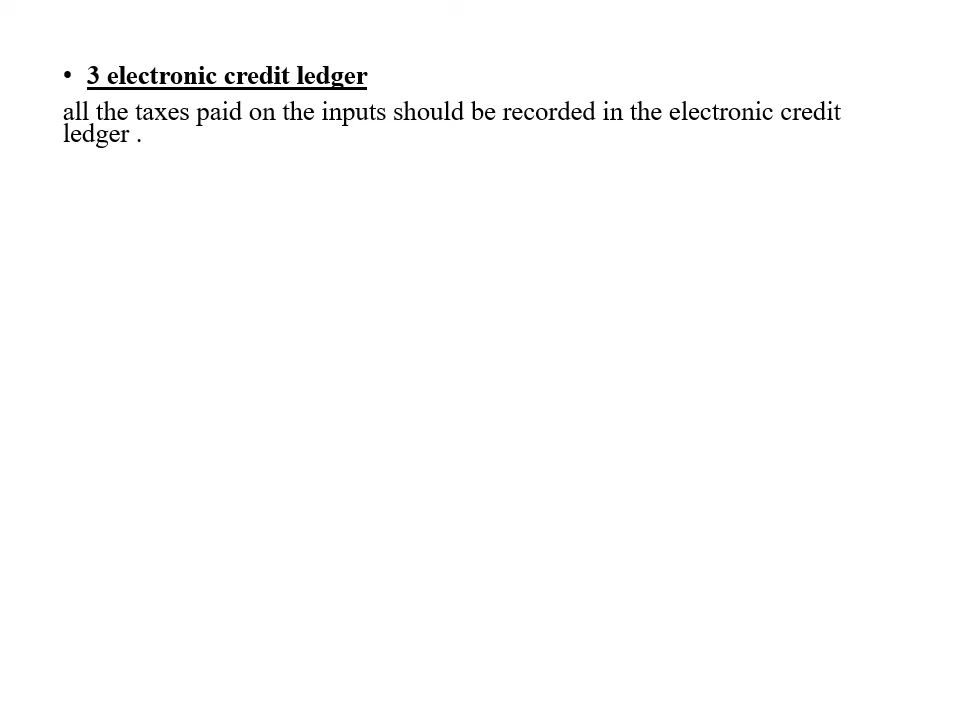 • 3 electronic credit ledger
all the taxes paid on the inputs should be recorded in the electronic credit
ledger .